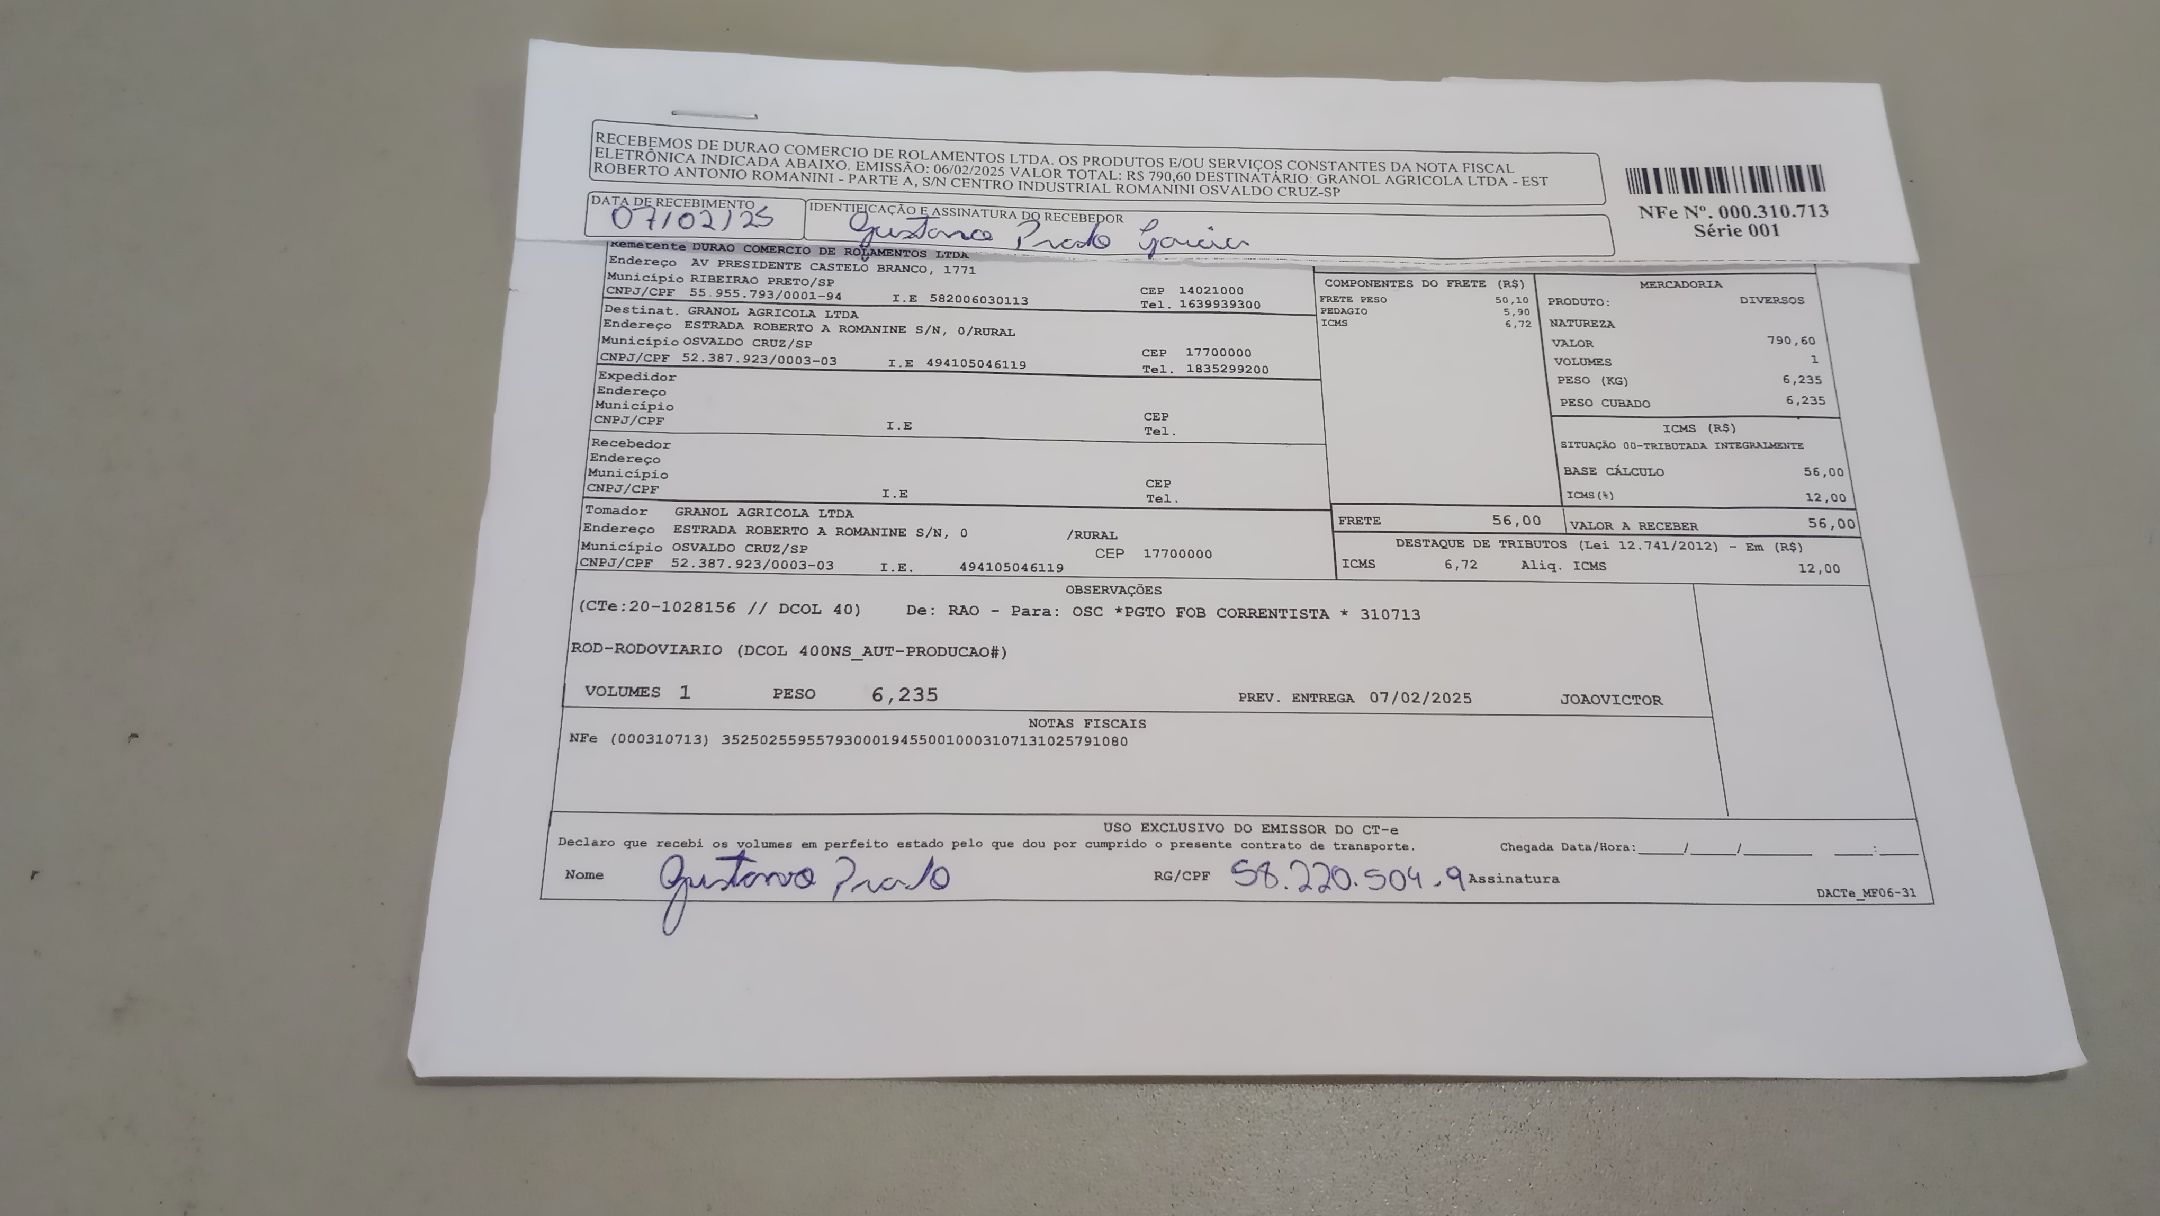 RECEBEMOS DE DURAO COMERCIO DE ROLAMENTOS LTDA. OS PRODUTOS E/OU SERVIÇOS CONSTANTES DA NOTA FISCAL
ELETRÔNICA INDICADA ABAIXO. EMISSÃO: 06/02/2025 VALOR TOTAL: R$ 790,60 DESTINATÁRIO: GRANOL AGRICOLA LTDA - EST
ROBERTO ANTONIO ROMANINI - PARTE A, S/N CENTRO INDUSTRIAL ROMANINI OSVALDO CRUZ-SP
DATA DE RECEBIMENTO
07/02/25
IDENTIFICAÇÃO E ASSINATURA DO RECEBEDOR
Gustavo Prado Garcia
NFe Nº. 000.310.713
Série 001
Remetente DURAO COMERCIO DE ROLAMENTOS LTDA
Endereço AV PRESIDENTE CASTELO BRANCO, 1771
Município RIBEIRAO PRETO/SP CEP 14021000
CNPJ/CPF 55.955.793/0001-94 I.E 582006030113 Tel. 1639939300
Destinat. GRANOL AGRICOLA LTDA
Endereço ESTRADA ROBERTO A ROMANINE S/N, 0/RURAL
Município OSVALDO CRUZ/SP CEP 17700000
CNPJ/CPF 52.387.923/0003-03 I.E 494105046119 Tel. 1835299200
Expedidor
Endereço
Município CEP
CNPJ/CPF I.E Tel.
Recebedor
Endereço
Município CEP
CNPJ/CPF I.E Tel.
Tomador GRANOL AGRICOLA LTDA
Endereço ESTRADA ROBERTO A ROMANINE S/N, 0 /RURAL
Município OSVALDO CRUZ/SP CEP 17700000
CNPJ/CPF 52.387.923/0003-03 I.E. 494105046119
COMPONENTES DO FRETE (R$)
FRETE PESO 50,10
PEDAGIO 5,90
ICMS 6,72
MERCADORIA
PRODUTO: DIVERSOS
NATUREZA
VALOR 790,60
VOLUMES 1
PESO (KG) 6,235
PESO CUBADO 6,235
ICMS (R$)
SITUAÇÃO 00-TRIBUTADA INTEGRALMENTE
BASE CÁLCULO 56,00
ICMS(%) 12,00
FRETE 56,00 VALOR A RECEBER 56,00
DESTAQUE DE TRIBUTOS (Lei 12.741/2012) - Em (R$)
ICMS 6,72 Aliq. ICMS 12,00
OBSERVAÇÕES
(CTe:20-1028156 // DCOL 40) De: RAO - Para: OSC *PGTO FOB CORRENTISTA * 310713
ROD-RODOVIARIO (DCOL 400NS_AUT-PRODUCAO#)
VOLUMES 1 PESO 6,235 PREV. ENTREGA 07/02/2025 JOAOVICTOR
NOTAS FISCAIS
NFe (000310713) 35250255955793000194550010003107131025791080
USO EXCLUSIVO DO EMISSOR DO CT-e
Declaro que recebi os volumes em perfeito estado pelo que dou por cumprido o presente contrato de transporte. Chegada Data/Hora:____/____/______ ___:___
Nome Gustavo Prado RG/CPF 58.220.504.9 Assinatura
DACTe_MF06-31